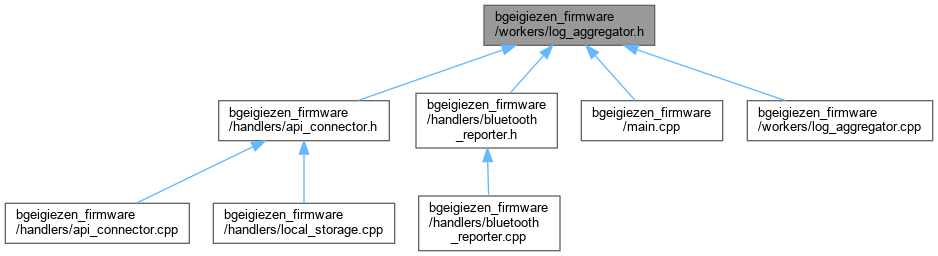 bgeigiezen_firmware
/workers/log_aggregator.h
bgeigiezen_firmware
/handlers/api_connector.h
bgeigiezen_firmware
/handlers/bluetooth
_reporter.h
bgeigiezen_firmware
/main.cpp
bgeigiezen_firmware
/workers/log_aggregator.cpp
bgeigiezen_firmware
/handlers/api_connector.cpp
bgeigiezen_firmware
/handlers/local_storage.cpp
bgeigiezen_firmware
/handlers/bluetooth
_reporter.cpp